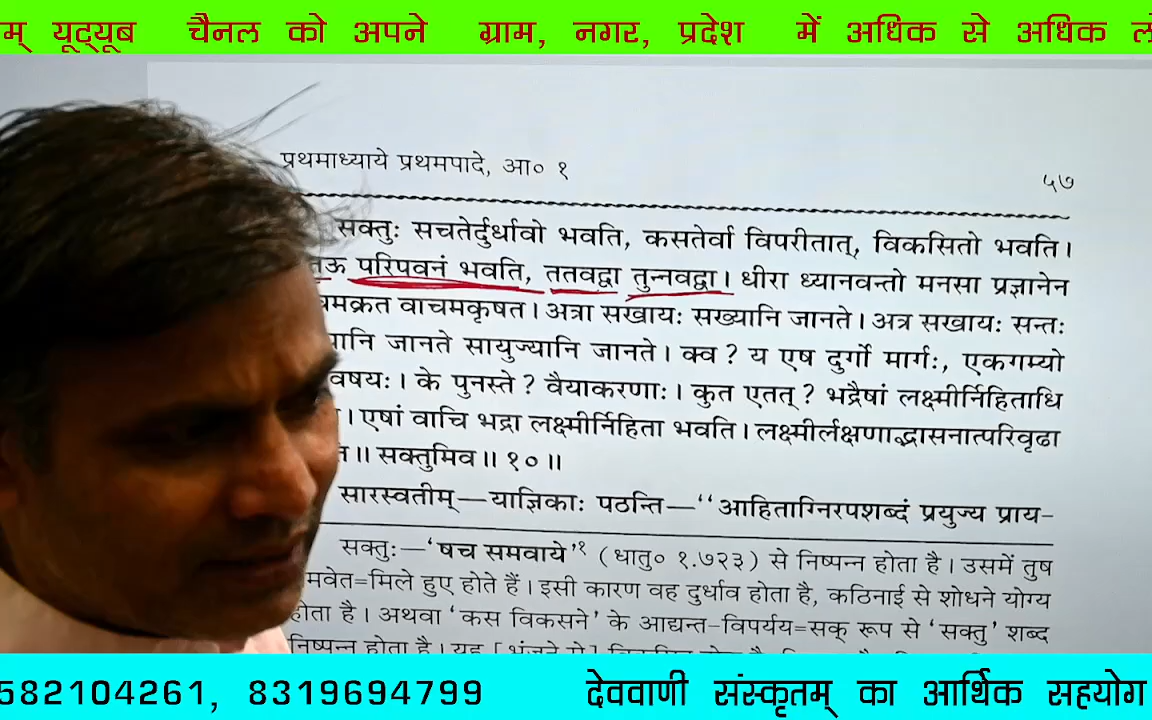 यूट्यूब चैनल को अपने ग्राम, नगर, प्रदेश में अधिक से अधिक
प्रथमाध्याये प्रथमपादे, आ० १ ५७
सक्तुः सचतेर्दुर्धावो भवति, कसतेर्वा विपरीतात्, विकसितो भवति।
परिपवनं भवति, ततवद्वा तुन्नवद्वा। धीरा ध्यानवन्तो मनसा प्रज्ञानेन
वाचमकृषत। अत्रा सखायः सख्यानि जानते। अत्र सखायः सन्तः
जानते सायुज्यानि जानते। क्व? य एष दुर्गो मार्गः, एकगम्यो
के पुनस्ते? वैयाकरणाः। कुत एतत्? भद्रैषां लक्ष्मीर्निहिताधि
। एषां वाचि भद्रा लक्ष्मीर्निहिता भवति। लक्ष्मीर्लक्षणाद्भासनात्परिवृढा
॥ सक्तुमिव॥ १०॥
सारस्वतीम्—याज्ञिकाः पठन्ति—‘‘आहिताग्निरपशब्दं प्रयुज्य प्राय-
सक्तुः—‘षच समवाये’१ (धातु० १.७२३) से निष्पन्न होता है। उसमें तुष
मवेत=मिले हुए होते हैं। इसी कारण वह दुर्धाव होता है, कठिनाई से शोधने योग्य
होता है। अथवा ‘कस विकसने’ के आद्यन्त-विपर्यय=सक् रूप से ‘सक्तु’ शब्द
निष्पन्न होता है। यह
582104261, 8319694799 देववाणी संस्कृतम् का आर्थिक सहयोग